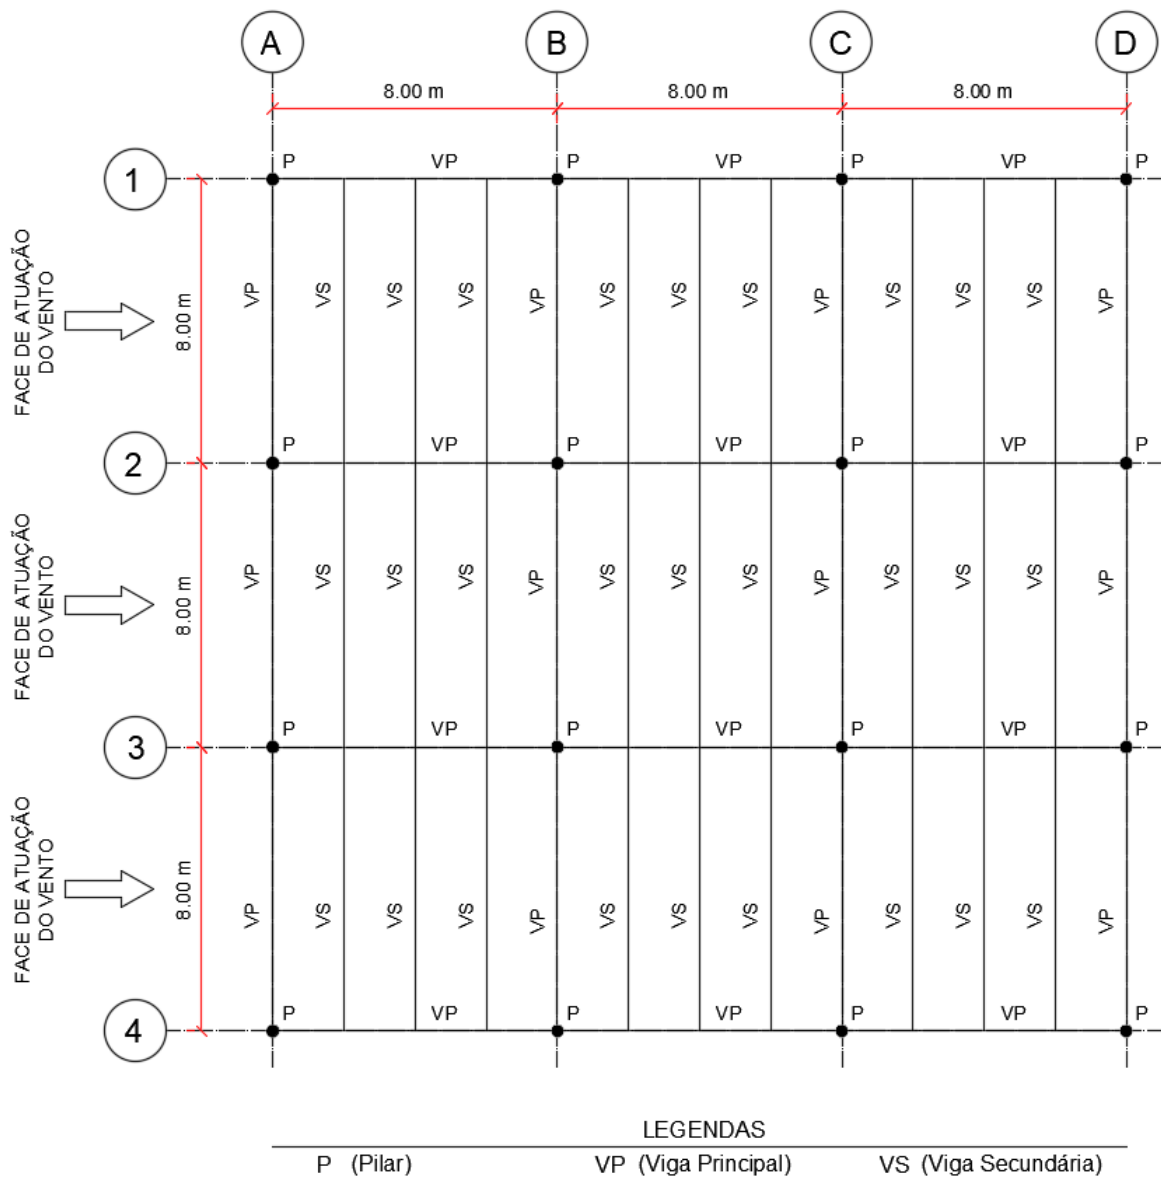 A B C D
8.00 m 8.00 m 8.00 m
1 P VP P VP P VP P
FACE DE ATUAÇÃO
DO VENTO
8.00 m
VP VS VS VS VP VS VS VS VP VS VS VS VP
2 P VP P VP P VP P
FACE DE ATUAÇÃO
DO VENTO
8.00 m
VP VS VS VS VP VS VS VS VP VS VS VS VP
3 P VP P VP P VP P
FACE DE ATUAÇÃO
DO VENTO
8.00 m
VP VS VS VS VP VS VS VS VP VS VS VS VP
4 P VP P VP P VP P
LEGENDAS
P (Pilar) VP (Viga Principal) VS (Viga Secundária)